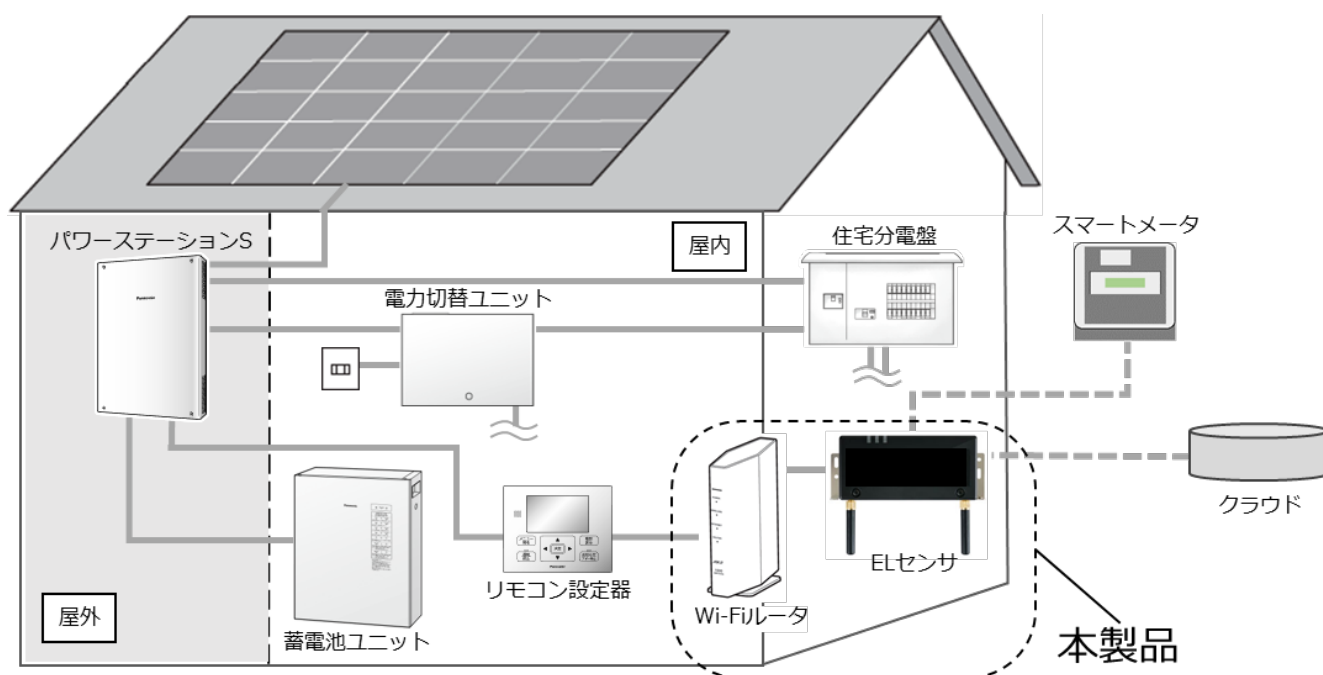 パワーステーションS
屋内
住宅分電盤
スマートメータ
電力切替ユニット
Panasonic
ELセンサ
クラウド
リモコン設定器
Wi-Fiルータ
屋外
蓄電池ユニット
本製品